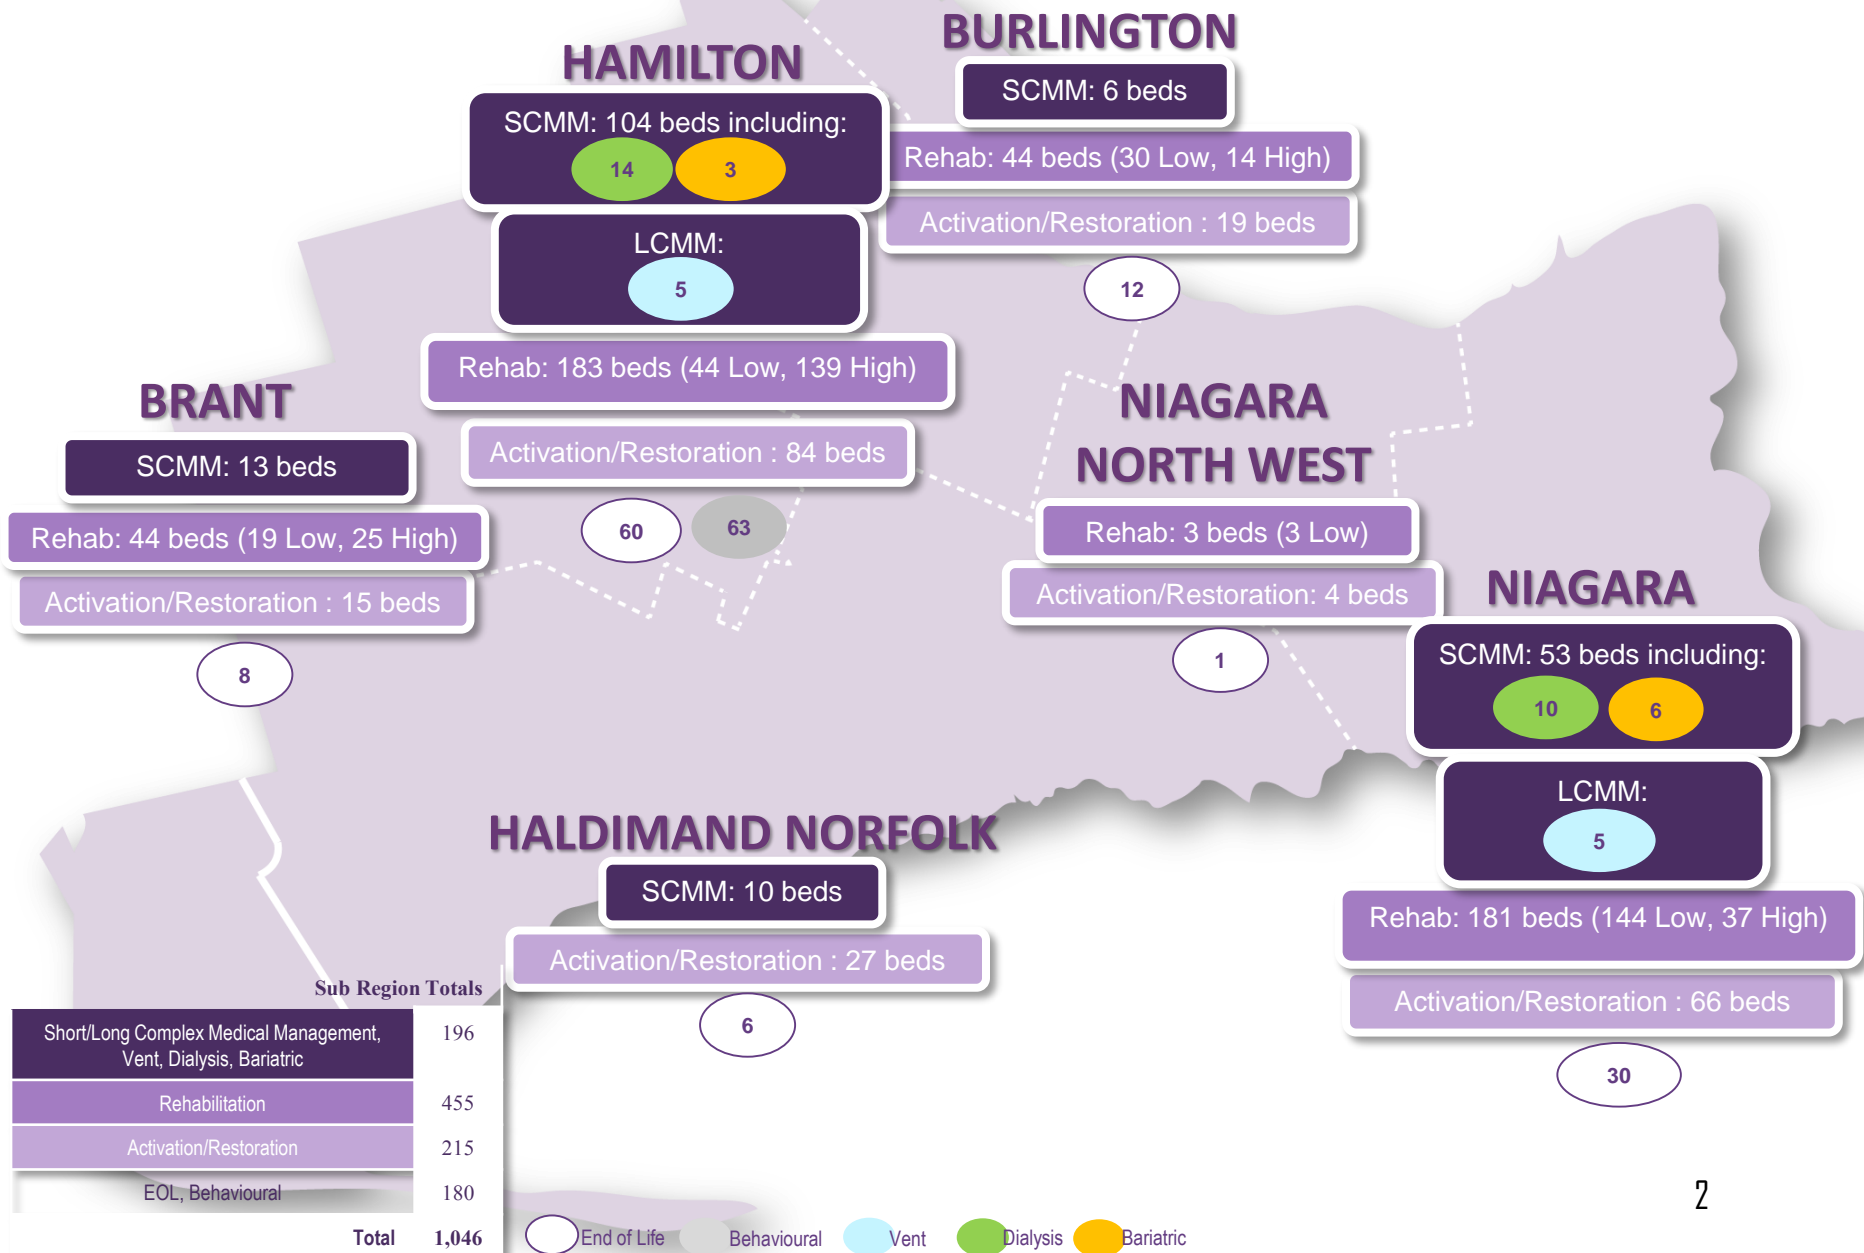 BURLINGTON
SCMM: 6 beds
Rehab: 44 beds (30 Low, 14 High)
Activation/Restoration : 19 beds
12
HAMILTON
SCMM: 104 beds including:
14 3
LCMM:
5
Rehab: 183 beds (44 Low, 139 High)
Activation/Restoration : 84 beds
60 63
BRANT
SCMM: 13 beds
Rehab: 44 beds (19 Low, 25 High)
Activation/Restoration : 15 beds
8
NIAGARA
NORTH WEST
Rehab: 3 beds (3 Low)
Activation/Restoration: 4 beds
1
NIAGARA
SCMM: 53 beds including:
10 6
LCMM:
5
Rehab: 181 beds (144 Low, 37 High)
Activation/Restoration : 66 beds
30
HALDIMAND NORFOLK
SCMM: 10 beds
Activation/Restoration : 27 beds
6
Sub Region Totals
Short/Long Complex Medical Management, 196
Vent, Dialysis, Bariatric
Rehabilitation 455
Activation/Restoration 215
EOL, Behavioural 180
Total 1,046
End of Life Behavioural Vent Dialysis Bariatric
2